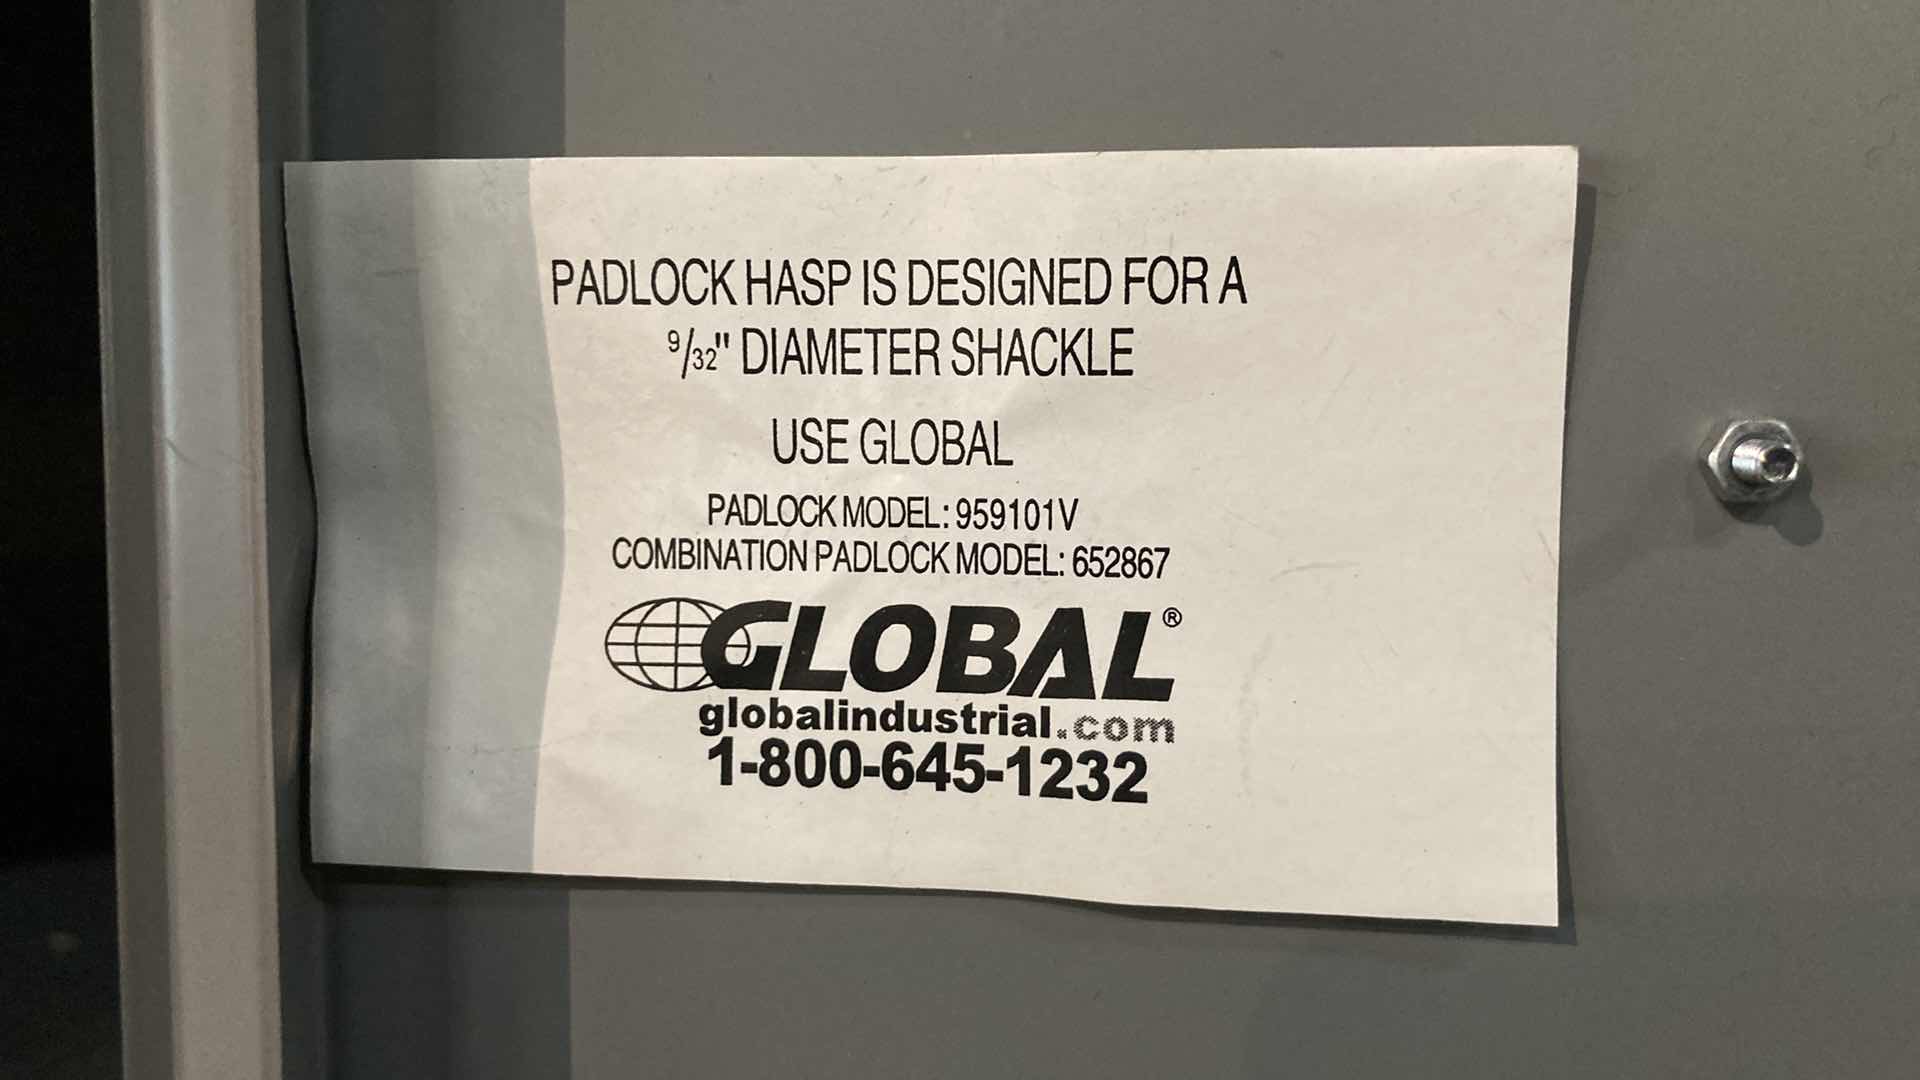 PADLOCK HASP IS DESIGNED FOR A
9/32" DIAMETER SHACKLE
USE GLOBAL
PADLOCK MODEL: 959101V
COMBINATION PADLOCK MODEL: 652867
GLOBAL®
globalindustrial.com
1-800-645-1232